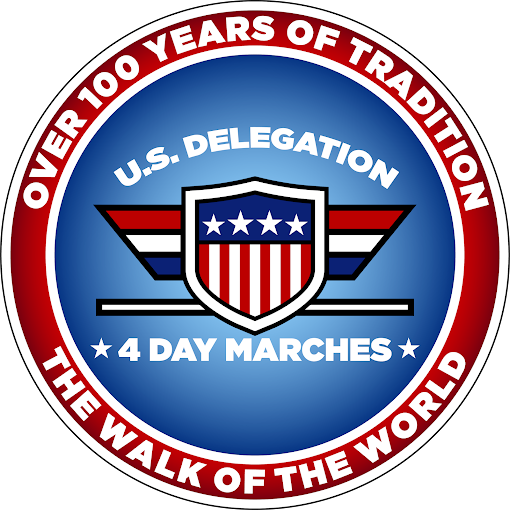 OVER 100 YEARS OF TRADITION
U.S. DELEGATION
4 DAY MARCHES
THE WALK OF THE WORLD